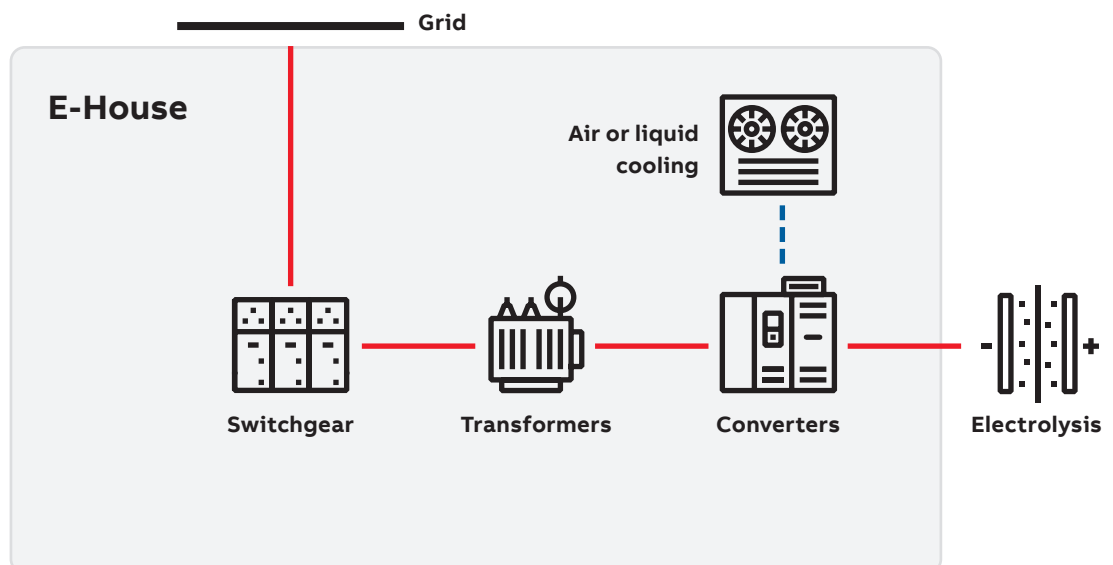 Grid
E-House
Air or liquid
cooling
- +
Switchgear
Transformers
Converters
Electrolysis